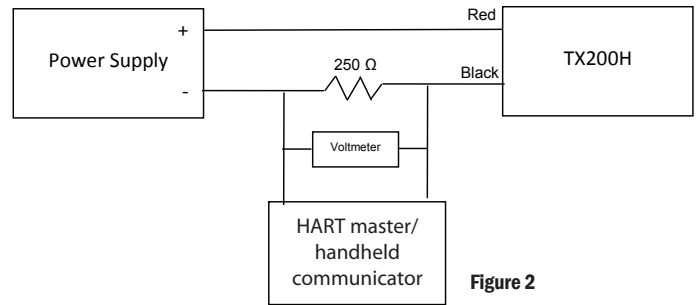 Red
+
Power Supply
TX200H
250 Ω
Black
-
Voltmeter
HART master/
handheld
communicator
Figure 2